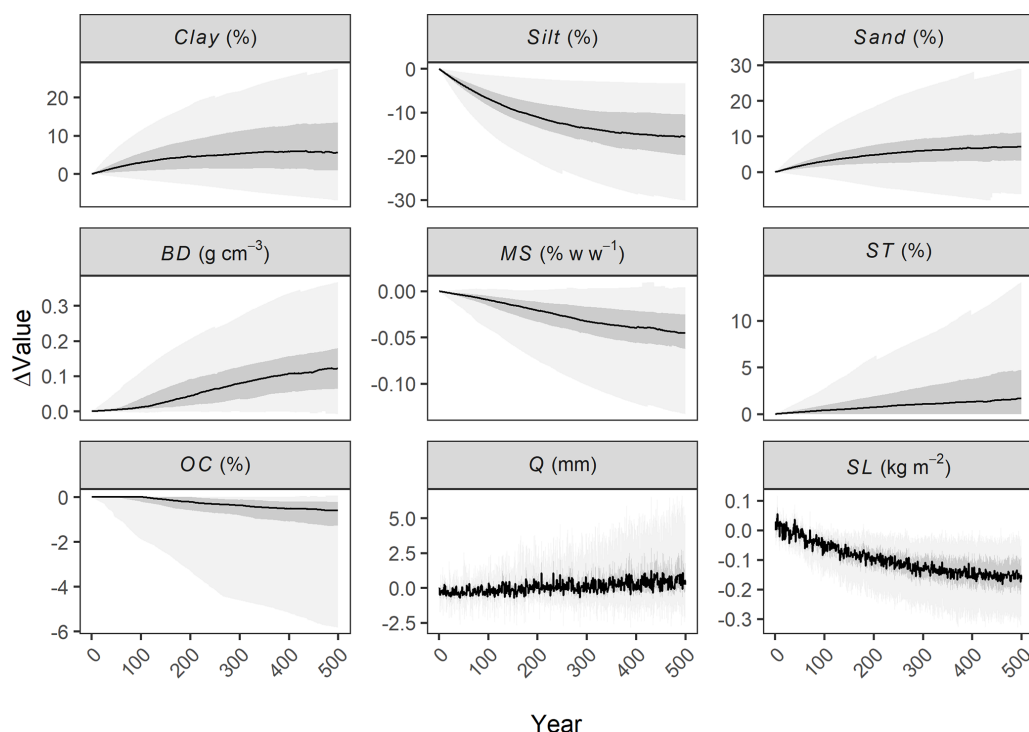 Clay (%)
Silt (%)
Sand (%)
20
10
0
0
-10
-20
-30
30
20
10
0
BD (g cm⁻³)
MS (% w w⁻¹)
ST (%)
0.3
0.2
0.1
0.0
0.00
-0.05
-0.10
10
5
0
ΔValue
OC (%)
Q (mm)
SL (kg m⁻²)
0
-2
-4
-6
5.0
2.5
0.0
-2.5
0.1
0.0
-0.1
-0.2
-0.3
0 100 200 300 400 500
0 100 200 300 400 500
0 100 200 300 400 500
Year